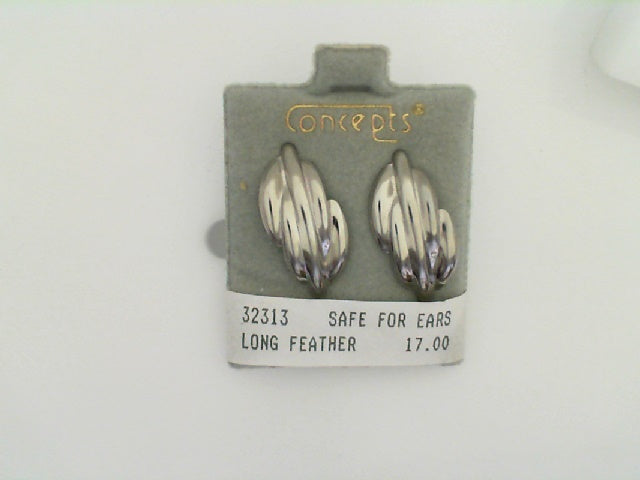 Concepts®
32313 SAFE FOR EARS
LONG FEATHER 17.00